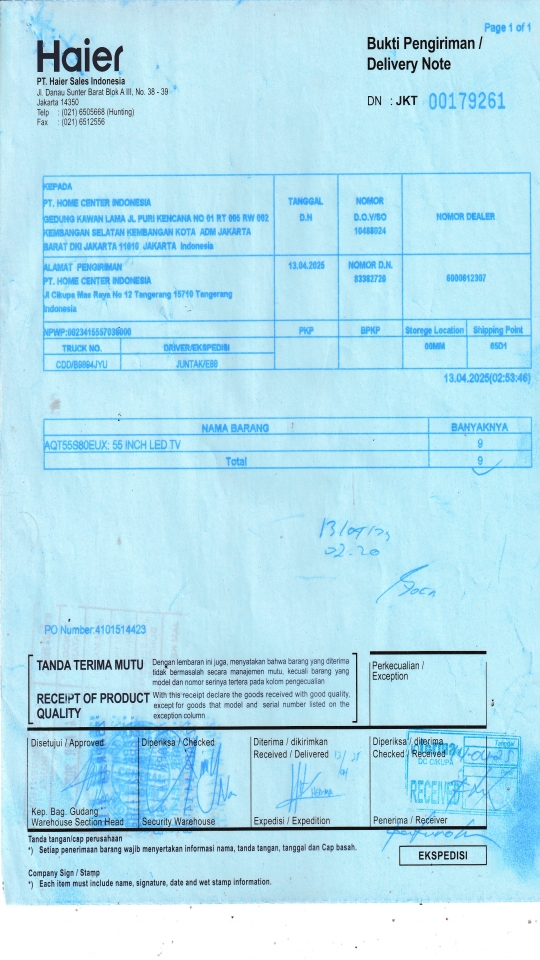 Page 1 of 1
Haier
Bukti Pengiriman /
Delivery Note
PT. Haier Sales Indonesia
Jl. Danau Sunter Barat Blok A III, No. 38 - 39
Jakarta 14350
Telp : (021) 6505668 (Hunting)
Fax : (021) 6512556
DN : JKT 00179261
KEPADA
PT. HOME CENTER INDONESIA
GEDUNG KAWAN LAMA JL PURI KENCANA NO 01 RT 005 RW 002
KEMBANGAN SELATAN KEMBANGAN KOTA ADM JAKARTA
BARAT DKI JAKARTA 11610 JAKARTA Indonesia
TANGGAL
D.N
NOMOR
D.O.V/SO
10488024
NOMOR DEALER
ALAMAT PENGIRIMAN
PT. HOME CENTER INDONESIA
Jl Cikupa Mas Raya No 12 Tangerang 15710 Tangerang
Indonesia
13.04.2025
NOMOR D.N.
83382720
6000612307
PKP
BPKP
Storege Location
Shipping Point
TRUCK NO.
DRIVER/EKSPEDISI
JUNTAK/E86
13.04.2025(02:53:46)
NAMA BARANG
BANYAKNYA
AQT55S80EUX: 55 INCH LED TV
9
Total
9
02.20
PO Number:4101514423
TANDA TERIMA MUTU
Dengan lembaran ini juga, menyatakan bahwa barang yang diterima
tidak bermasalah secara manajemen mutu, kecuali barang yang
model dan nomor serinya tertera pada kolom pengecualian
RECEIPT OF PRODUCT
QUALITY
With this receipt declare the goods received with good quality,
except for goods that model and serial number listed on the
exception column
Perkecualian /
Exception
Disetujui / Approved
Diperiksa / Checked
Diterima / dikirimkan
Received / Delivered
Diperiksa / diterima
Checked / Received
DC CIKUPA
RECEIVED
Kep. Bag. Gudang
Warehouse Section Head
Security Warehouse
Expedisi / Expedition
Penerima / Receiver
Tanda tangan/cap perusahaan
*) Setiap penerimaan barang wajib menyertakan informasi nama, tanda tangan, tanggal dan Cap basah.
EKSPEDISI
Company Sign / Stamp
*) Each item must include name, signature, date and wet stamp information.